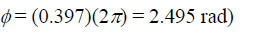 ϕ = (0.397)(2π) = 2.495 rad)